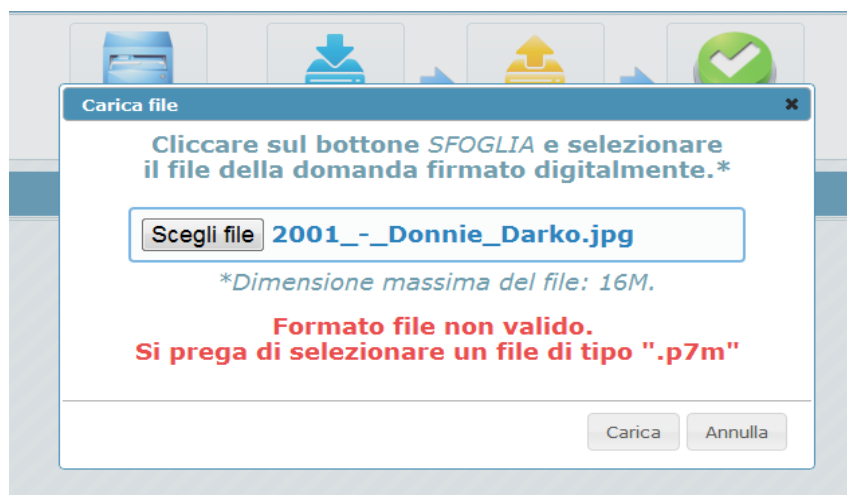 Carica file
Cliccare sul bottone SFOGLIA e selezionare
il file della domanda firmato digitalmente.*
Scegli file 2001_-_Donnie_Darko.jpg
*Dimensione massima del file: 16M.
Formato file non valido.
Si prega di selezionare un file di tipo ".p7m"
Carica Annulla